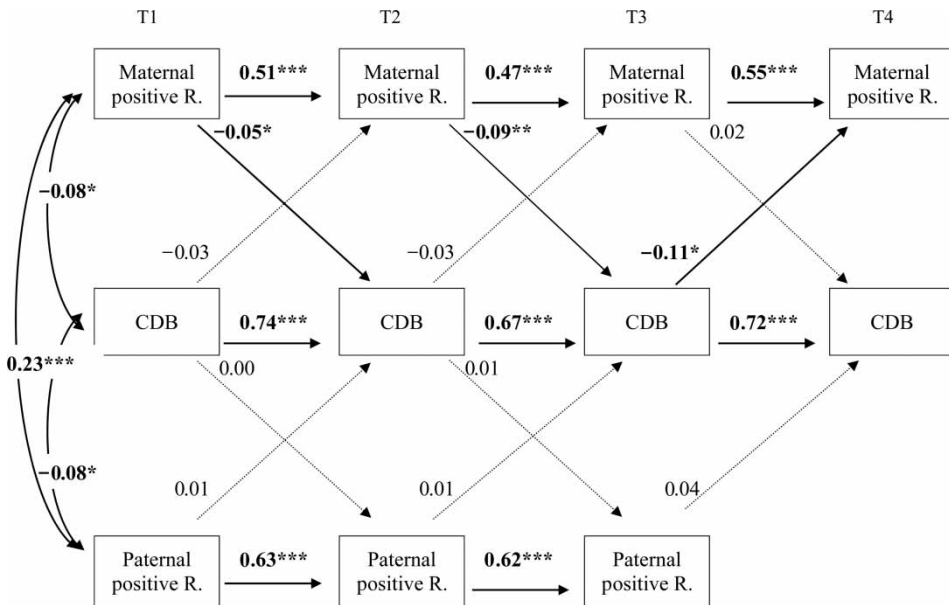 T1 T2 T3 T4
Maternal positive R.
0.51***
Maternal positive R.
0.47***
Maternal positive R.
0.55***
Maternal positive R.
−0.05*
−0.09**
0.02
−0.08*
−0.03
−0.03
−0.11*
CDB
0.74***
CDB
0.67***
CDB
0.72***
CDB
0.23***
0.00
0.01
−0.08*
0.01
0.01
0.04
Paternal positive R.
0.63***
Paternal positive R.
0.62***
Paternal positive R.